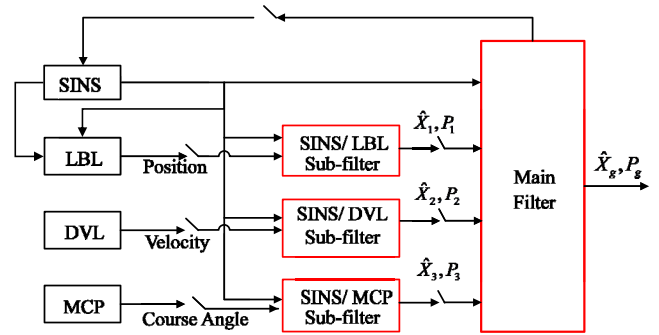 SINS
LBL
Position
SINS/ LBL
Sub-filter
X̂₁,P₁
DVL
Velocity
SINS/ DVL
Sub-filter
X̂₂,P₂
MCP
Course Angle
SINS/ MCP
Sub-filter
X̂₃,P₃
Main
Filter
X̂g,Pg